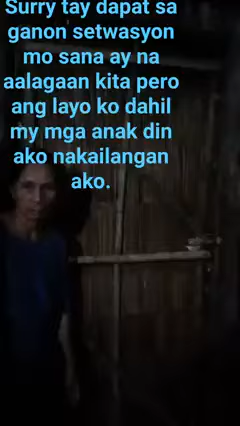 Surry tay dapat sa
ganon setwasyon
mo sana ay na
aalagaan kita pero
ang layo ko dahil
my mga anak din
ako nakailangan
ako.